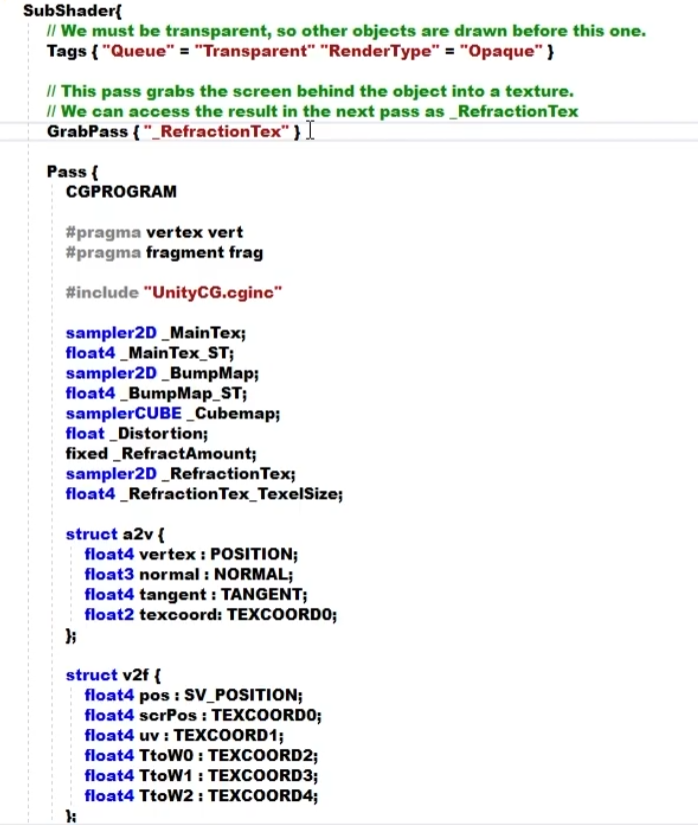 SubShader{
// We must be transparent, so other objects are drawn before this one.
Tags { "Queue" = "Transparent" "RenderType" = "Opaque" }
// This pass grabs the screen behind the object into a texture.
// We can access the result in the next pass as _RefractionTex
GrabPass { "_RefractionTex" }
Pass {
CGPROGRAM
#pragma vertex vert
#pragma fragment frag
#include "UnityCG.cginc"
sampler2D _MainTex;
float4 _MainTex_ST;
sampler2D _BumpMap;
float4 _BumpMap_ST;
samplerCUBE _Cubemap;
float _Distortion;
fixed _RefractAmount;
sampler2D _RefractionTex;
float4 _RefractionTex_TexelSize;
struct a2v {
float4 vertex : POSITION;
float3 normal : NORMAL;
float4 tangent : TANGENT;
float2 texcoord: TEXCOORD0;
};
struct v2f {
float4 pos : SV_POSITION;
float4 scrPos : TEXCOORD0;
float4 uv : TEXCOORD1;
float4 TtoW0 : TEXCOORD2;
float4 TtoW1 : TEXCOORD3;
float4 TtoW2 : TEXCOORD4;
};